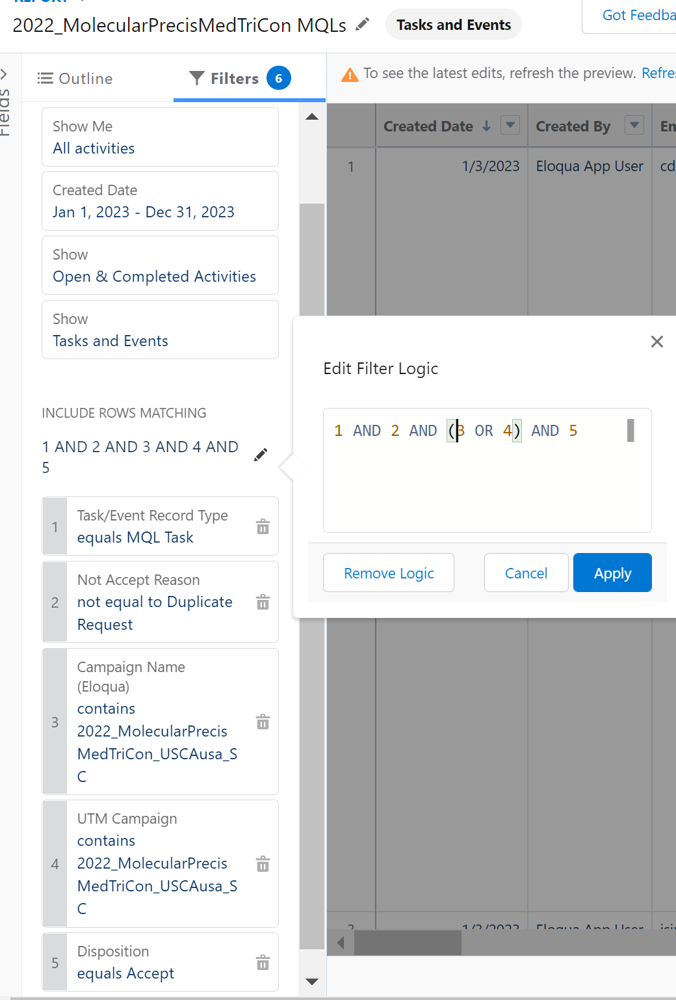 REPORT
2022_MolecularPrecisMedTriCon MQLs
Tasks and Events
Got Feedba
Fields
Outline
Filters 6
To see the latest edits, refresh the preview. Refre
Show Me
All activities
Created Date
Jan 1, 2023 - Dec 31, 2023
Show
Open & Completed Activities
Show
Tasks and Events
INCLUDE ROWS MATCHING
1 AND 2 AND 3 AND 4 AND
5
1
Task/Event Record Type
equals MQL Task
2
Not Accept Reason
not equal to Duplicate
Request
3
Campaign Name
(Eloqua)
contains
2022_MolecularPrecis
MedTriCon_USCAusa_S
C
4
UTM Campaign
contains
2022_MolecularPrecis
MedTriCon_USCAusa_S
C
5
Disposition
equals Accept
Created Date Created By Em
1 1/3/2023 Eloqua App User cd
Edit Filter Logic
1 AND 2 AND (3 OR 4) AND 5
Remove Logic Cancel Apply
1/3/2023 Eloqua App User